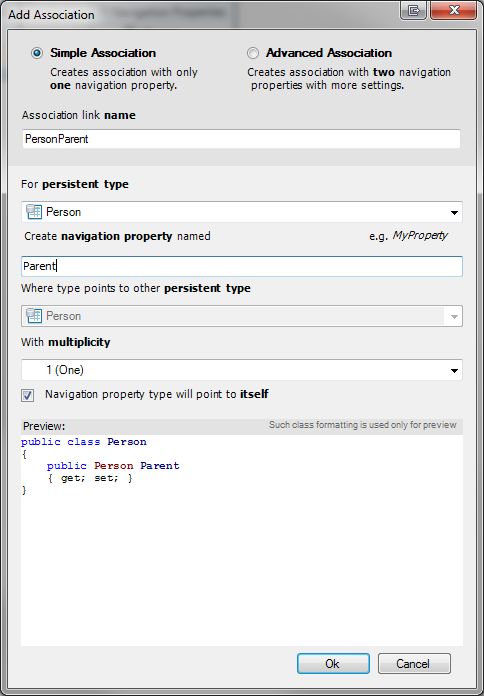 Navigation Properties
Add Association
Simple Association
Creates association with only
one navigation property.
Advanced Association
Creates association with two navigation
properties with more settings.
Association link name
PersonParent
For persistent type
Person
Create navigation property named
e.g. MyProperty
Parent
Where type points to other persistent type
Person
With multiplicity
1 (One)
Navigation property type will point to itself
Preview:
Such class formatting is used only for preview
public class Person
{
    public Person Parent
    { get; set; }
}
Ok
Cancel